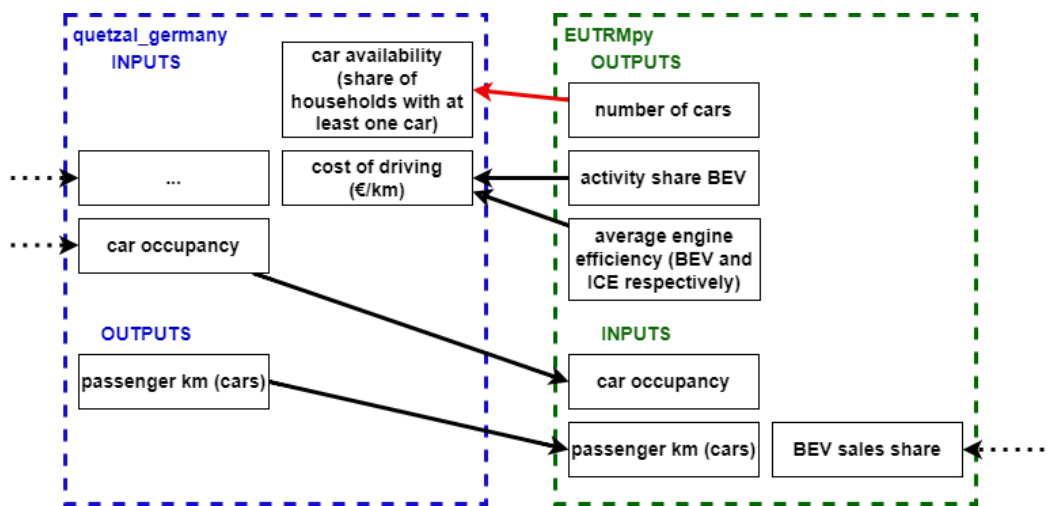 quetzal_germany
INPUTS
car availability
(share of
households with at
least one car)
...
cost of driving
(€/km)
car occupancy
OUTPUTS
passenger km (cars)
EUTRMpy
OUTPUTS
number of cars
activity share BEV
average engine
efficiency (BEV and
ICE respectively)
INPUTS
car occupancy
passenger km (cars)
BEV sales share